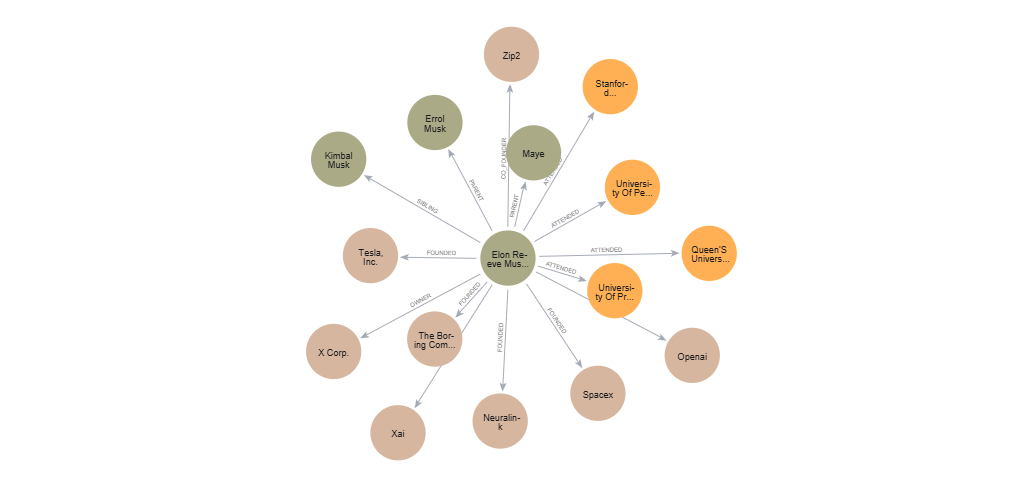 Zip2
Stanfor-
d...
Errol
Musk
CO_FOUNDER
Maye
Kimbal
Musk
Universi-
ty Of Pe...
PARENT
SIBLING
PARENT
ATTENDED
Queen'S
Univers...
Tesla,
Inc.
FOUNDED
Elon Re-
eve Mus...
ATTENDED
ATTENDED
Universi-
ty Of Pr...
OWNER
FOUNDED
FOUNDED
FOUNDED
X Corp.
The Bor-
ing Com...
Openai
Spacex
Neuralin-
k
Xai